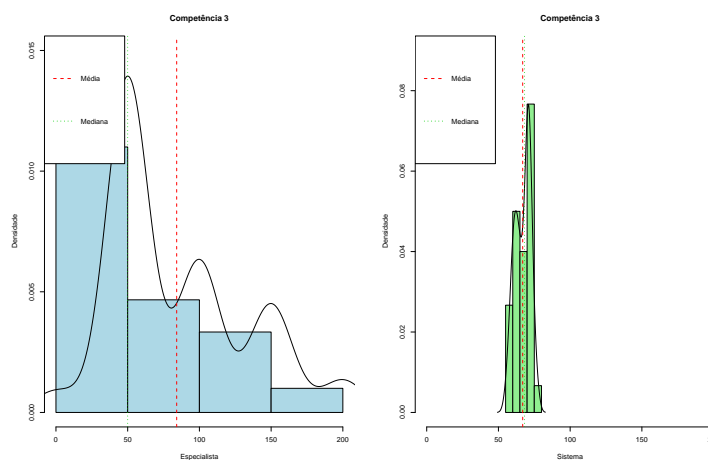 Competência 3
Média
Mediana
0.000
0.005
0.010
0.015
Densidade
0
50
100
150
200
Especialista
Competência 3
Média
Mediana
0.00
0.02
0.04
0.06
0.08
Densidade
0
50
100
150
Sistema